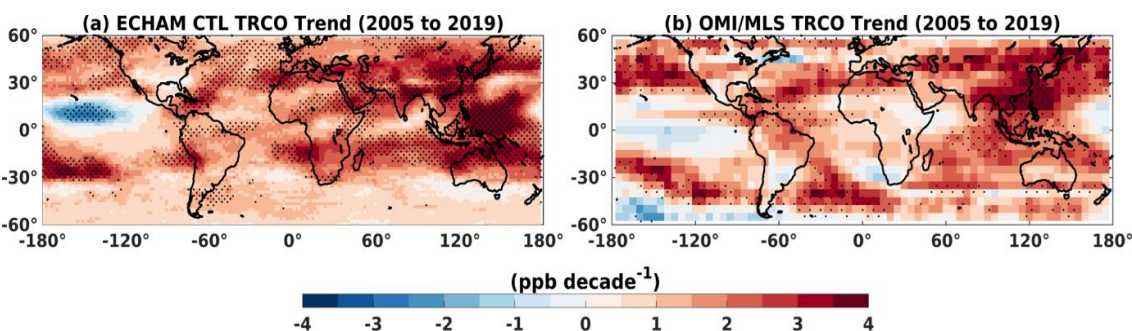 (a) ECHAM CTL TRCO Trend (2005 to 2019)
(b) OMI/MLS TRCO Trend (2005 to 2019)
60°
30°
0°
-30°
-60°
-180° -120° -60° 0° 60° 120° 180°
60°
30°
0°
-30°
-60°
-180° -120° -60° 0° 60° 120° 180°
(ppb decade⁻¹)
-4 -3 -2 -1 0 1 2 3 4